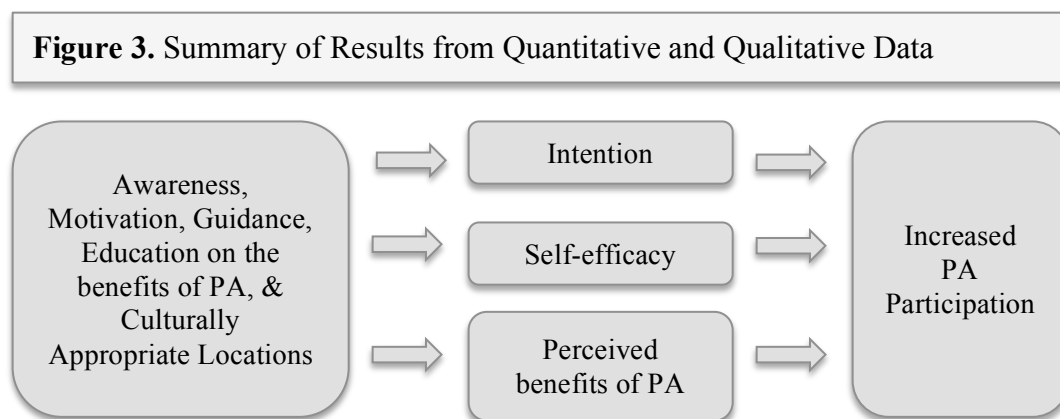 Figure 3. Summary of Results from Quantitative and Qualitative Data
Awareness,
Motivation, Guidance,
Education on the
benefits of PA, &
Culturally
Appropriate Locations
Intention
Self-efficacy
Perceived
benefits of PA
Increased
PA
Participation